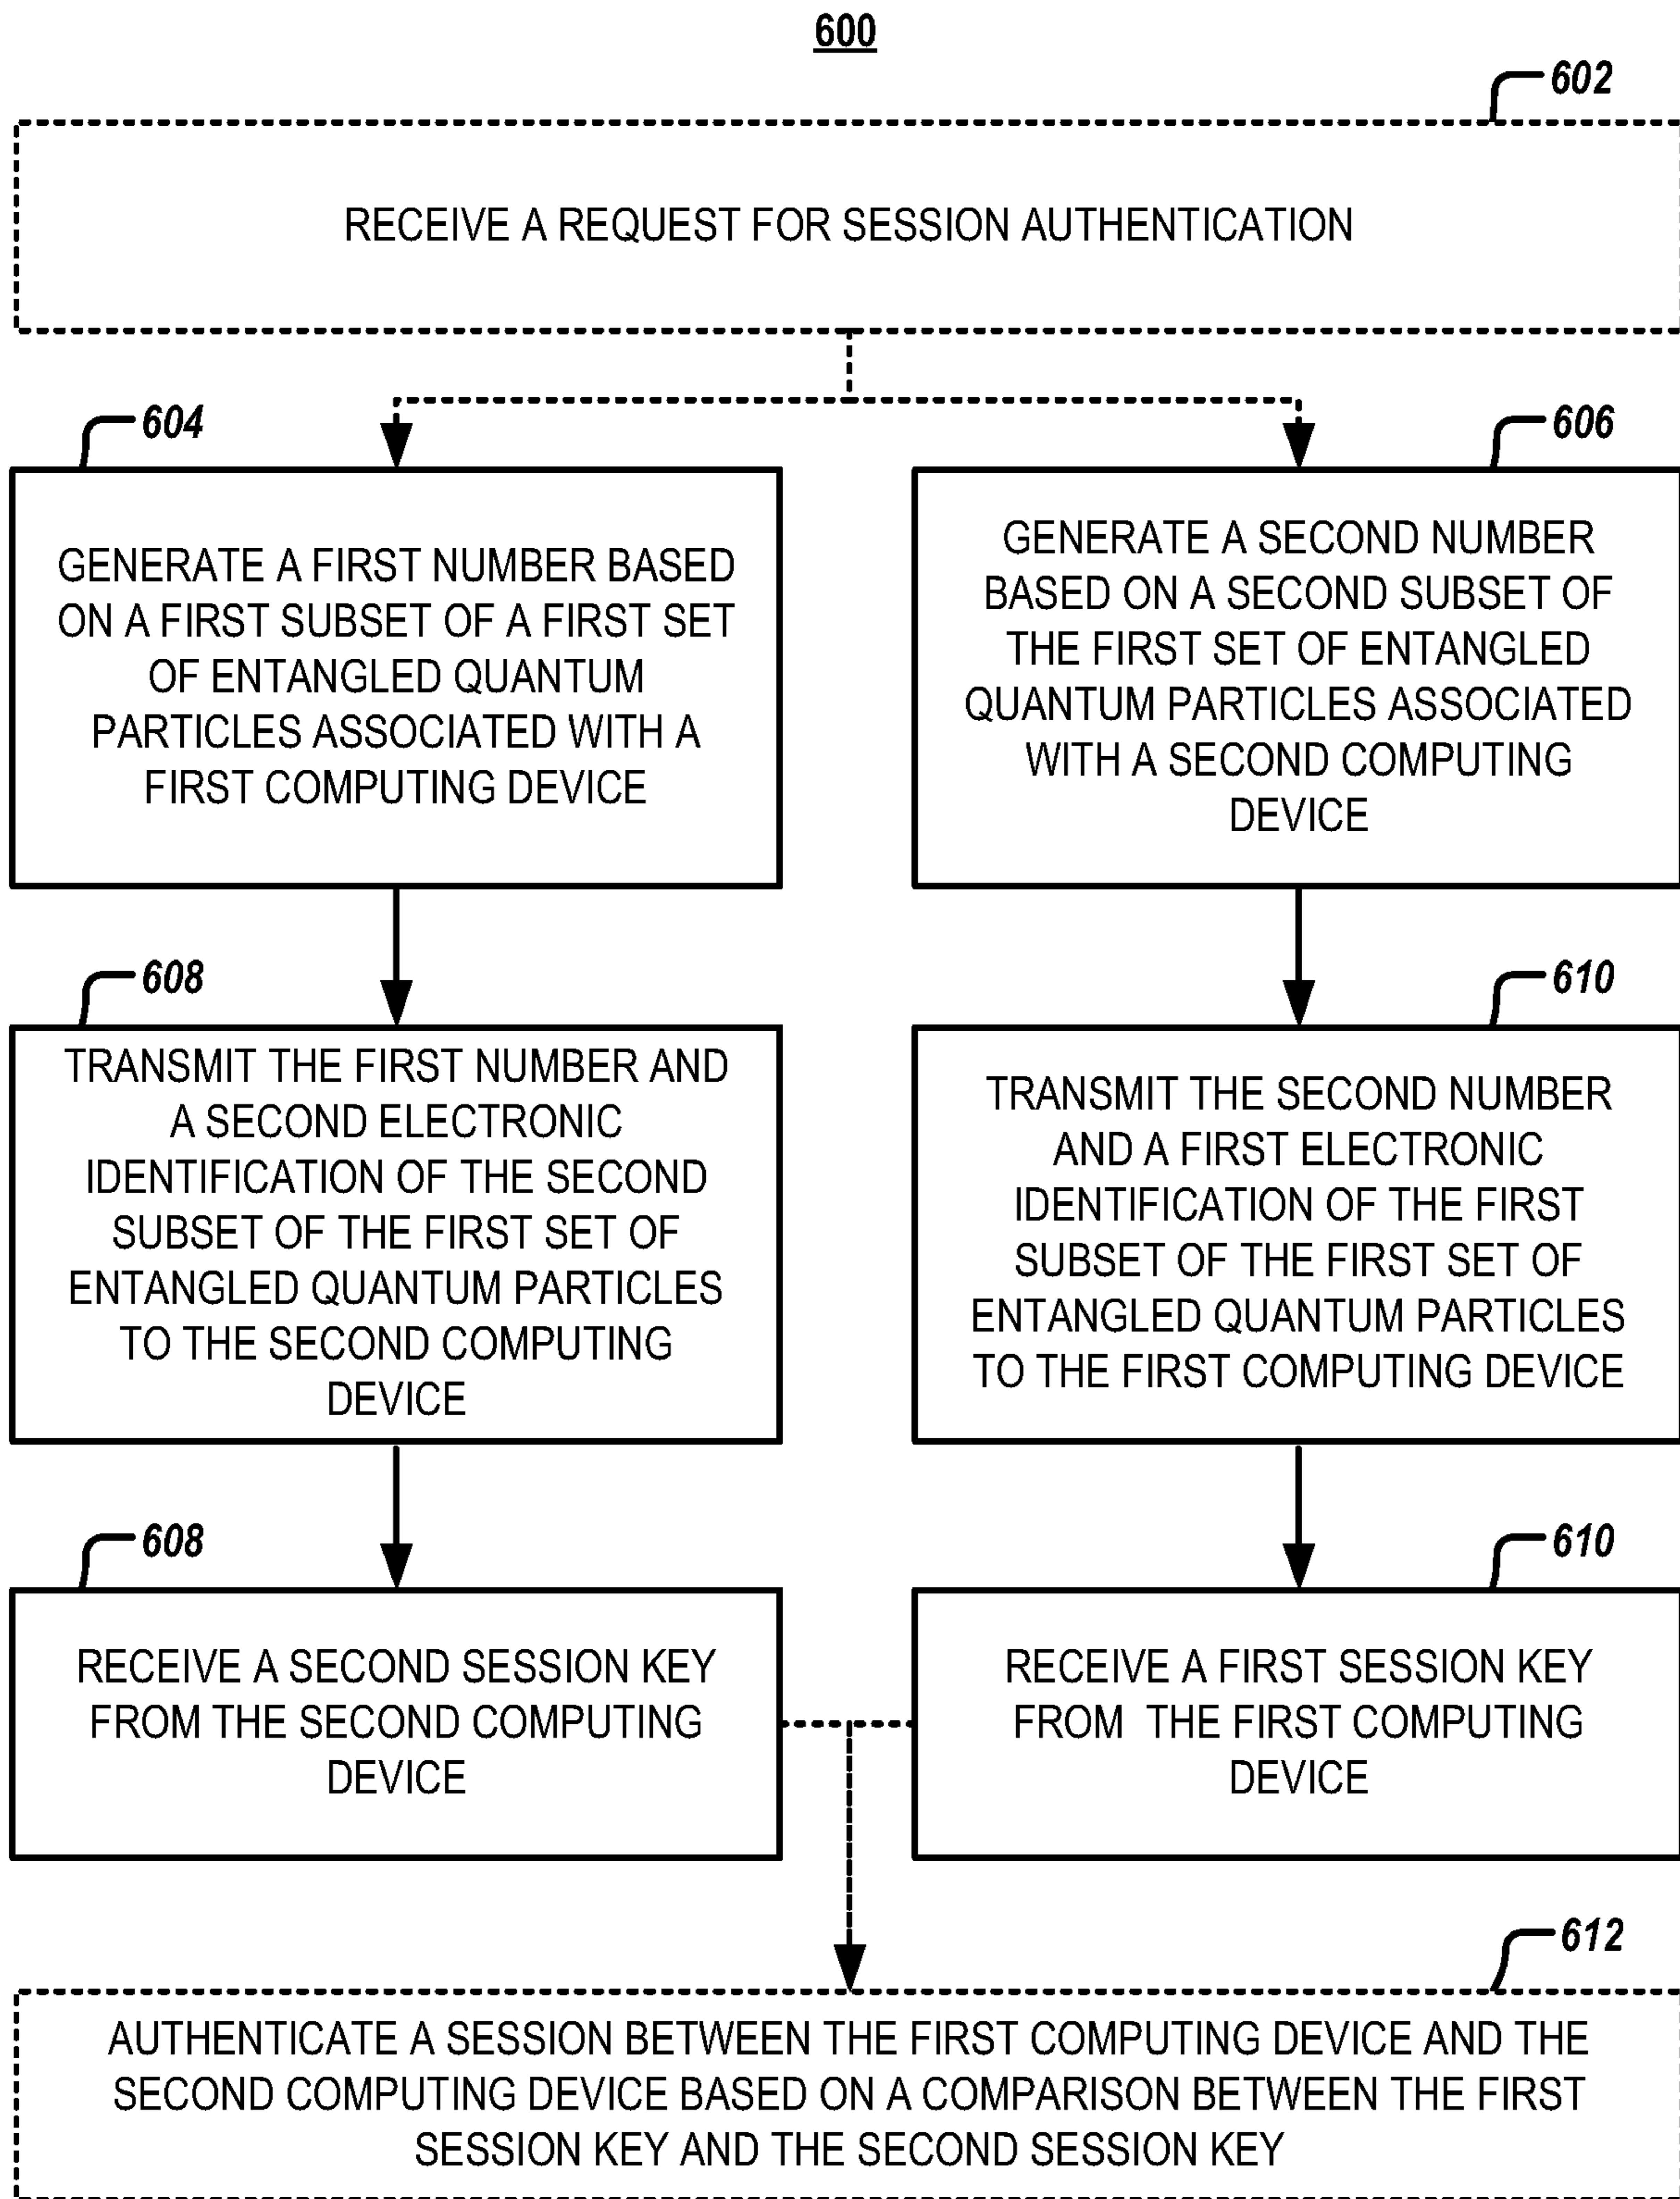 600
602
RECEIVE A REQUEST FOR SESSION AUTHENTICATION
604
GENERATE A FIRST NUMBER BASED
ON A FIRST SUBSET OF A FIRST SET
OF ENTANGLED QUANTUM
PARTICLES ASSOCIATED WITH A
FIRST COMPUTING DEVICE
606
GENERATE A SECOND NUMBER
BASED ON A SECOND SUBSET OF
THE FIRST SET OF ENTANGLED
QUANTUM PARTICLES ASSOCIATED
WITH A SECOND COMPUTING
DEVICE
608
TRANSMIT THE FIRST NUMBER AND
A SECOND ELECTRONIC
IDENTIFICATION OF THE SECOND
SUBSET OF THE FIRST SET OF
ENTANGLED QUANTUM PARTICLES
TO THE SECOND COMPUTING
DEVICE
610
TRANSMIT THE SECOND NUMBER
AND A FIRST ELECTRONIC
IDENTIFICATION OF THE FIRST
SUBSET OF THE FIRST SET OF
ENTANGLED QUANTUM PARTICLES
TO THE FIRST COMPUTING DEVICE
608
RECEIVE A SECOND SESSION KEY
FROM THE SECOND COMPUTING
DEVICE
610
RECEIVE A FIRST SESSION KEY
FROM THE FIRST COMPUTING
DEVICE
612
AUTHENTICATE A SESSION BETWEEN THE FIRST COMPUTING DEVICE AND THE
SECOND COMPUTING DEVICE BASED ON A COMPARISON BETWEEN THE FIRST
SESSION KEY AND THE SECOND SESSION KEY